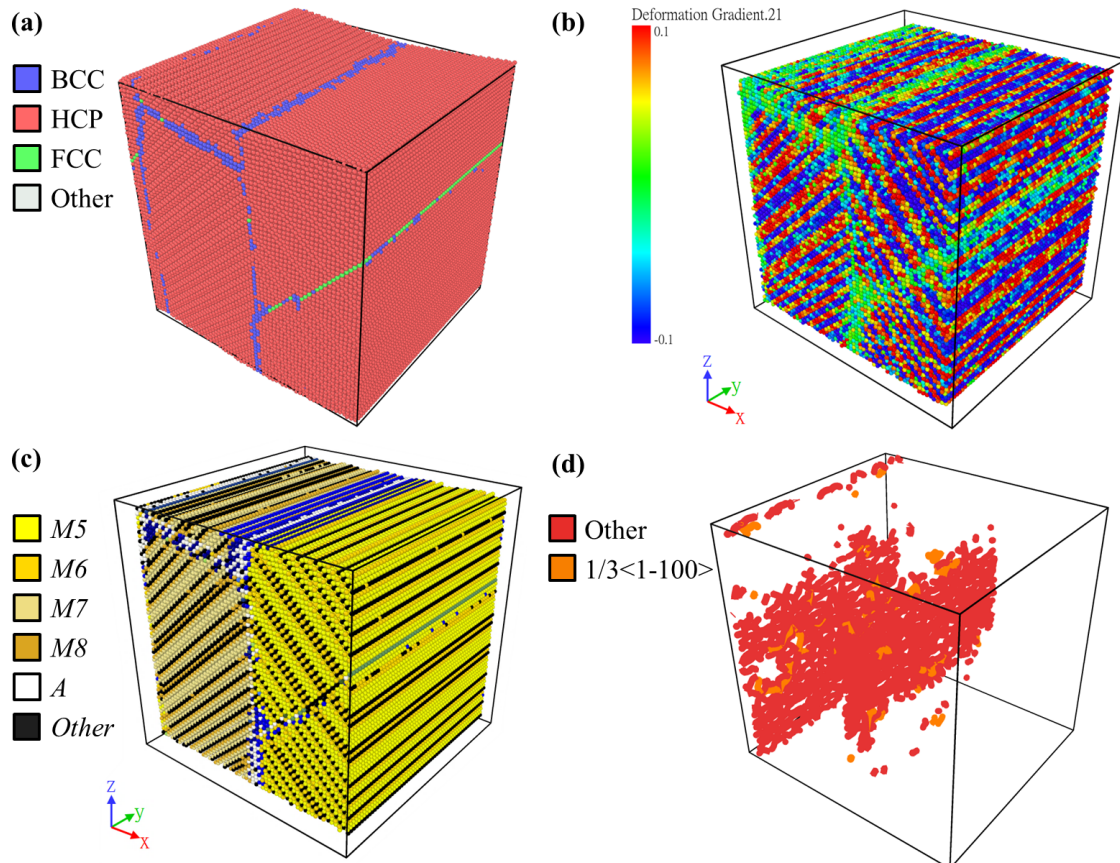 (a)
BCC
HCP
FCC
Other
(b)
Deformation Gradient.21
0.1
-0.1
z
y
x
(c)
M5
M6
M7
M8
A
Other
z
y
x
(d)
Other
1/3<1-100>